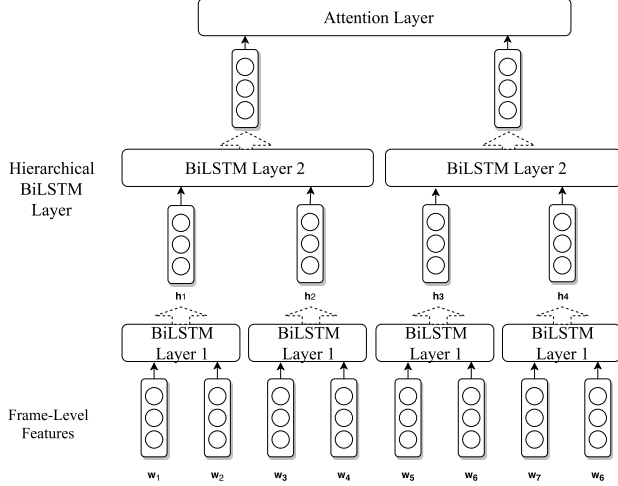 Attention Layer
Hierarchical
BiLSTM
Layer
BiLSTM Layer 2
BiLSTM Layer 2
h1
h2
h3
h4
BiLSTM
Layer 1
BiLSTM
Layer 1
BiLSTM
Layer 1
BiLSTM
Layer 1
Frame-Level
Features
w1
w2
w3
w4
w5
w6
w7
w6